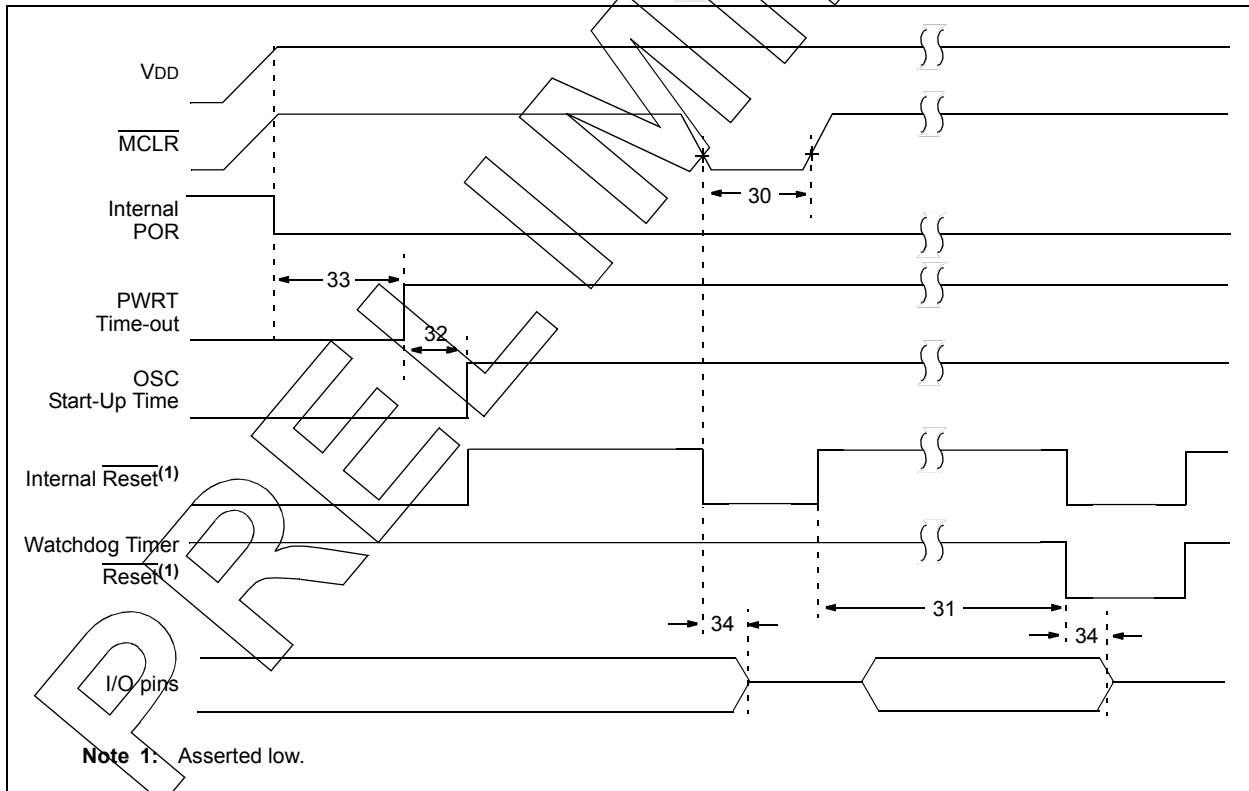 VDD
MCLR
30
Internal
POR
33
PWRT
Time-out
32
OSC
Start-Up Time
Internal Reset(1)
Watchdog Timer
Reset(1)
31
34
34
I/O pins
Note 1: Asserted low.
PRELIMIN